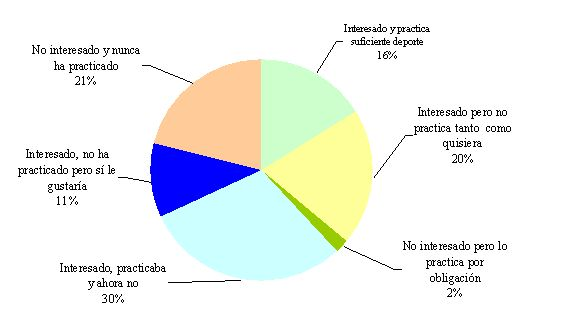 Interesado y practica
suficiente deporte
16%
No interesado y nunca
ha practicado
21%
Interesado pero no
practica tanto como
quisiera
20%
Interesado, no ha
practicado pero sí le
gustaría
11%
No interesado pero lo
practica por
obligación
2%
Interesado, practicaba
y ahora no
30%